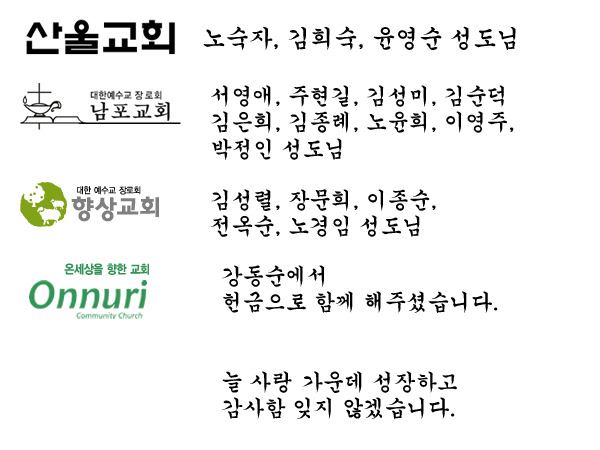 산울교회 노숙자, 김희숙, 윤영순 성도님
대한예수교 장로회
남포교회
서영애, 주현길, 김성미, 김순덕
김은희, 김종례, 노윤희, 이영주,
박정인 성도님
대한 예수교 장로회
향상교회
김성렬, 장문희, 이종순,
전옥순, 노경임 성도님
온세상을 향한 교회
Onnuri
Community Church
강동순에서
헌금으로 함께 해주셨습니다.
늘 사랑 가운데 성장하고
감사함 잊지 않겠습니다.